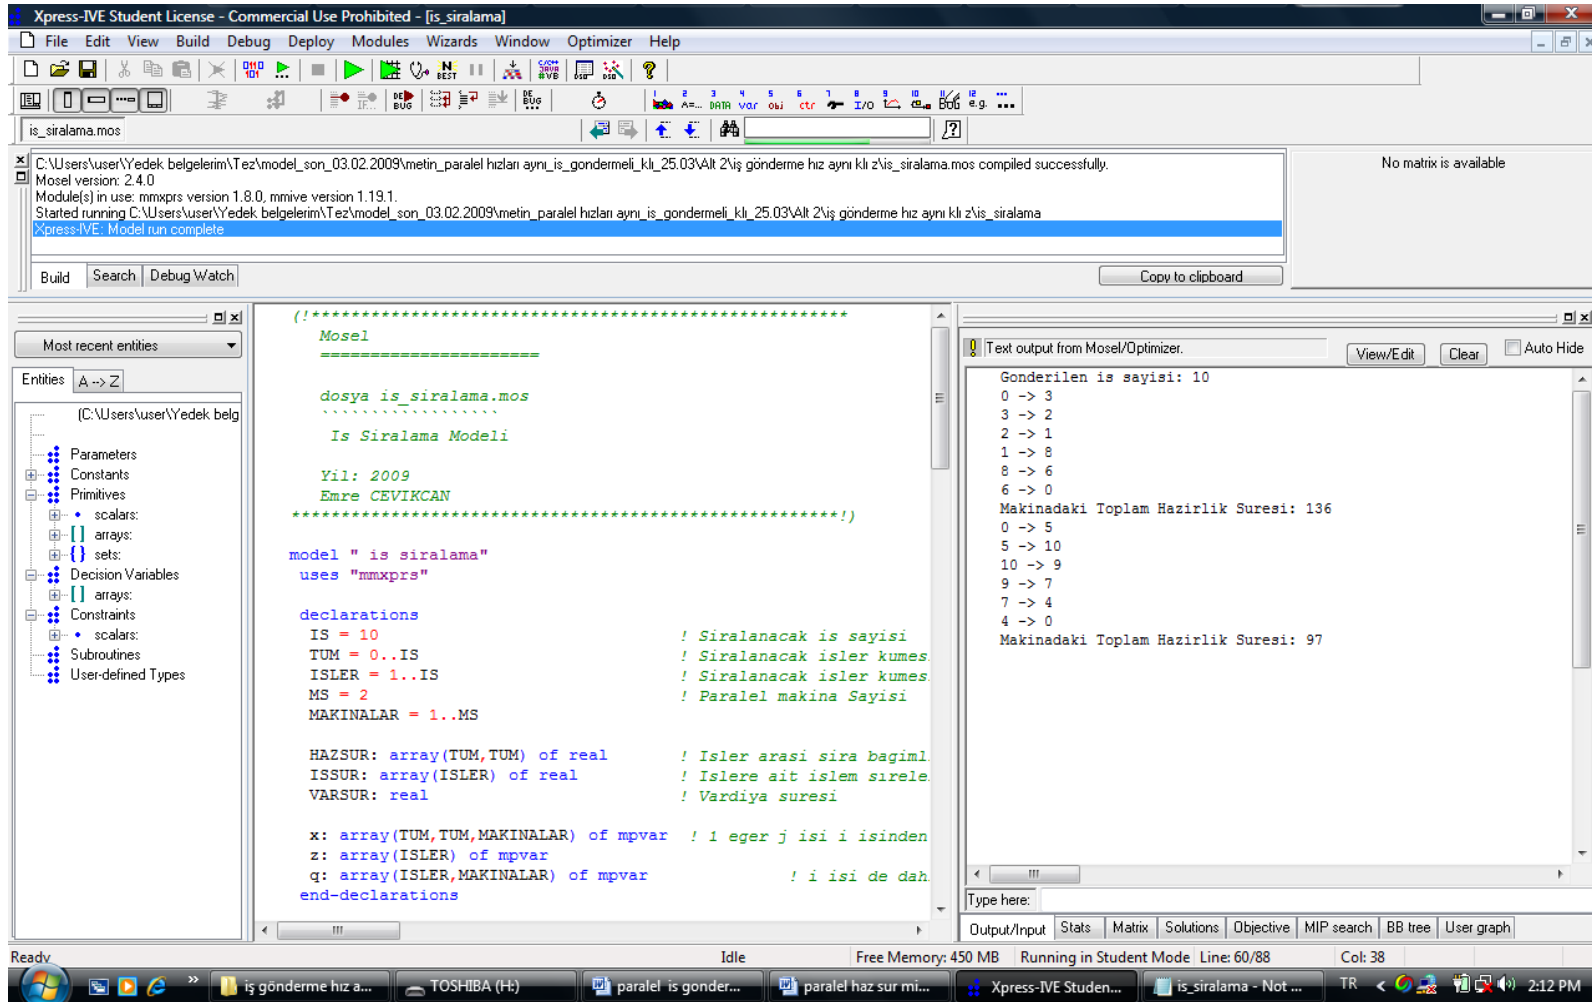 Xpress-IVE Student License - Commercial Use Prohibited - [is_siralama]
File Edit View Build Debug Deploy Modules Wizards Window Optimizer Help
is_siralama.mos
C:\Users\user\Yedek belgelerim\Tez\model_son_03.02.2009\metin_paralel hızları aynı_is_gondermeli_klı_25.03\Alt 2\iş gönderme hız aynı klı z\is_siralama.mos compiled successfully.
Mosel version: 2.4.0
Module(s) in use: mmxprs version 1.8.0, mmive version 1.19.1.
Started running C:\Users\user\Yedek belgelerim\Tez\model_son_03.02.2009\metin_paralel hızları aynı_is_gondermeli_klı_25.03\Alt 2\iş gönderme hız aynı klı z\is_siralama
Xpress-IVE: Model run complete
No matrix is available
Build Search Debug Watch
Copy to clipboard
Most recent entities
Entities A --> Z
(C:\Users\user\Yedek belg
Parameters
Constants
Primitives
scalars:
[ ] arrays:
{ } sets:
Decision Variables
[ ] arrays:
Constraints
scalars:
Subroutines
User-defined Types
(!******************************************************
Mosel
======================
dosya is_siralama.mos
``````````````````
Is Siralama Modeli
Yil: 2009
Emre CEVIKCAN
*******************************************************!)
model " is siralama"
uses "mmxprs"
declarations
IS = 10 ! Siralanacak is sayisi
TUM = 0..IS ! Siralanacak isler kumes
ISLER = 1..IS ! Siralanacak isler kumes
MS = 2 ! Paralel makina Sayisi
MAKINALAR = 1..MS
HAZSUR: array(TUM,TUM) of real ! Isler arasi sira bagiml
ISSUR: array(ISLER) of real ! Islere ait islem sırele
VARSUR: real ! Vardiya suresi
x: array(TUM,TUM,MAKINALAR) of mpvar ! 1 eger j isi i isinden
z: array(ISLER) of mpvar
q: array(ISLER,MAKINALAR) of mpvar ! i isi de dah
end-declarations
Text output from Mosel/Optimizer.
View/Edit Clear Auto Hide
Gonderilen is sayisi: 10
0 -> 3
3 -> 2
2 -> 1
1 -> 8
8 -> 6
6 -> 0
Makinadaki Toplam Hazirlik Suresi: 136
0 -> 5
5 -> 10
10 -> 9
9 -> 7
7 -> 4
4 -> 0
Makinadaki Toplam Hazirlik Suresi: 97
Type here:
Output/Input Stats Matrix Solutions Objective MIP search BB tree User graph
Ready Idle Free Memory: 450 MB Running in Student Mode Line: 60/88 Col: 38
iş gönderme hız a... TOSHIBA (H:) paralel is gonder... paralel haz sur mi... Xpress-IVE Studen... is_siralama - Not ... TR 2:12 PM